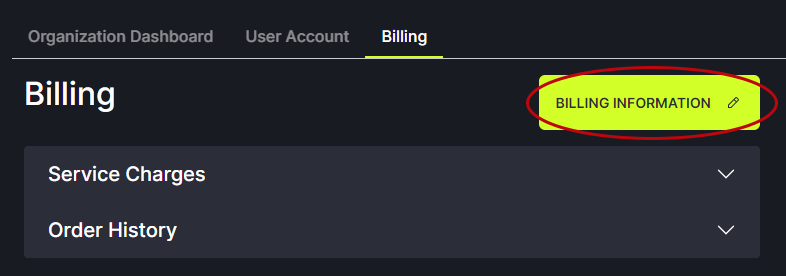 Organization Dashboard User Account Billing
Billing
BILLING INFORMATION
Service Charges
Order History